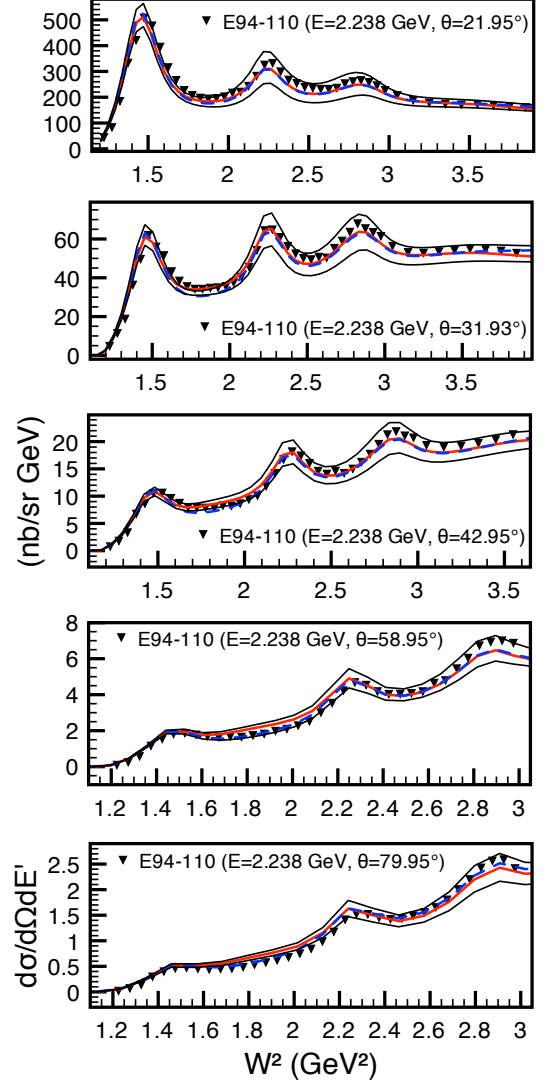 500
400
300
200
100
0
E94-110 (E=2.238 GeV, θ=21.95°)
1.5 2 2.5 3 3.5
60
40
20
0
E94-110 (E=2.238 GeV, θ=31.93°)
1.5 2 2.5 3 3.5
(nb/sr GeV)
20
15
10
5
0
E94-110 (E=2.238 GeV, θ=42.95°)
1.5 2 2.5 3 3.5
8
6
4
2
0
E94-110 (E=2.238 GeV, θ=58.95°)
1.2 1.4 1.6 1.8 2 2.2 2.4 2.6 2.8 3
dσ/dΩdE'
2.5
2
1.5
1
0.5
0
E94-110 (E=2.238 GeV, θ=79.95°)
1.2 1.4 1.6 1.8 2 2.2 2.4 2.6 2.8 3
W² (GeV²)